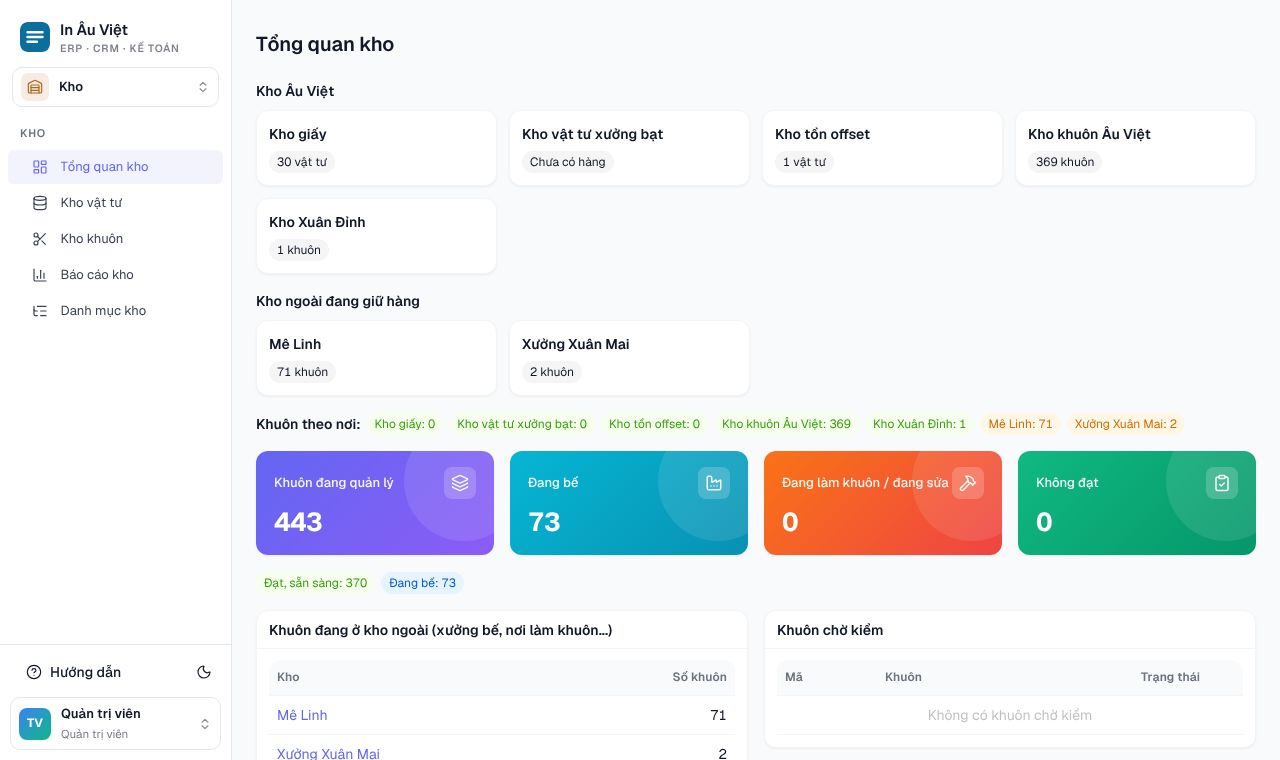 In Âu Việt
ERP · CRM · KẾ TOÁN
Kho
KHO
Tổng quan kho
Kho vật tư
Kho khuôn
Báo cáo kho
Danh mục kho
Hướng dẫn
TV
Quản trị viên
Quản trị viên
Tổng quan kho
Kho Âu Việt
Kho giấy
30 vật tư
Kho vật tư xưởng bạt
Chưa có hàng
Kho tồn offset
1 vật tư
Kho khuôn Âu Việt
369 khuôn
Kho Xuân Đỉnh
1 khuôn
Kho ngoài đang giữ hàng
Mê Linh
71 khuôn
Xưởng Xuân Mai
2 khuôn
Khuôn theo nơi: Kho giấy: 0 Kho vật tư xưởng bạt: 0 Kho tồn offset: 0 Kho khuôn Âu Việt: 369 Kho Xuân Đỉnh: 1 Mê Linh: 71 Xưởng Xuân Mai: 2
Khuôn đang quản lý
443
Đang bế
73
Đang làm khuôn / đang sửa
0
Không đạt
0
Đạt, sẵn sàng: 370 Đang bế: 73
Khuôn đang ở kho ngoài (xưởng bế, nơi làm khuôn...)
Kho Số khuôn
Mê Linh 71
Xưởng Xuân Mai 2
Khuôn chờ kiểm
Mã Khuôn Trạng thái
Không có khuôn chờ kiểm